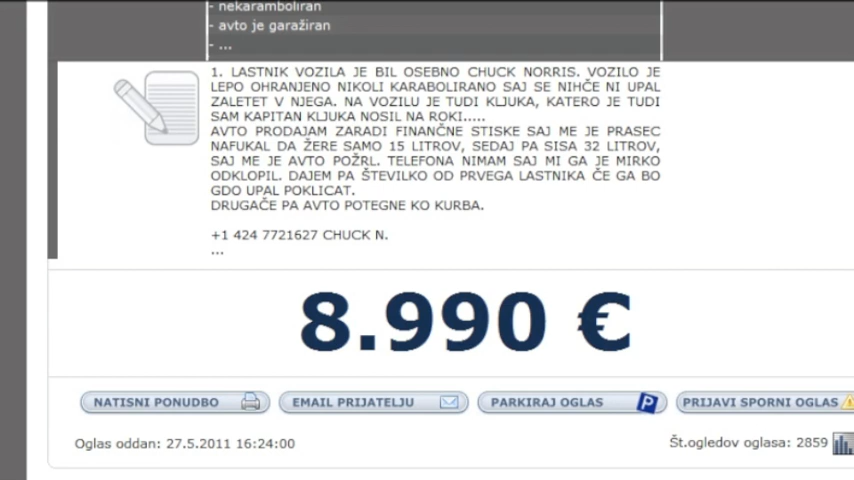 - nekaramboliran
- avto je garažiran
- ...
1. LASTNIK VOZILA JE BIL OSEBNO CHUCK NORRIS. VOZILO JE
LEPO OHRANJENO NIKOLI KARABOLIRANO SAJ SE NIHČE NI UPAL
ZALETET V NJEGA. NA VOZILU JE TUDI KLJUKA, KATERO JE TUDI
SAM KAPITAN KLJUKA NOSIL NA ROKI.....
AVTO PRODAJAM ZARADI FINANČNE STISKE SAJ ME JE PRASEC
NAFUKAL DA ŽERE SAMO 15 LITROV, SEDAJ PA SISA 32 LITROV,
SAJ ME JE AVTO POŽRL. TELEFONA NIMAM SAJ MI GA JE MIRKO
ODKLOPIL. DAJEM PA ŠTEVILKO OD PRVEGA LASTNIKA ČE GA BO
GDO UPAL POKLICAT.
DRUGAČE PA AVTO POTEGNE KO KURBA.
+1 424 7721627 CHUCK N.
...
8.990 €
NATISNI PONUDBO EMAIL PRIJATELJU PARKIRAJ OGLAS P PRIJAVI SPORNI OGLAS
Oglas oddan: 27.5.2011 16:24:00 Št.ogledov oglasa: 2859